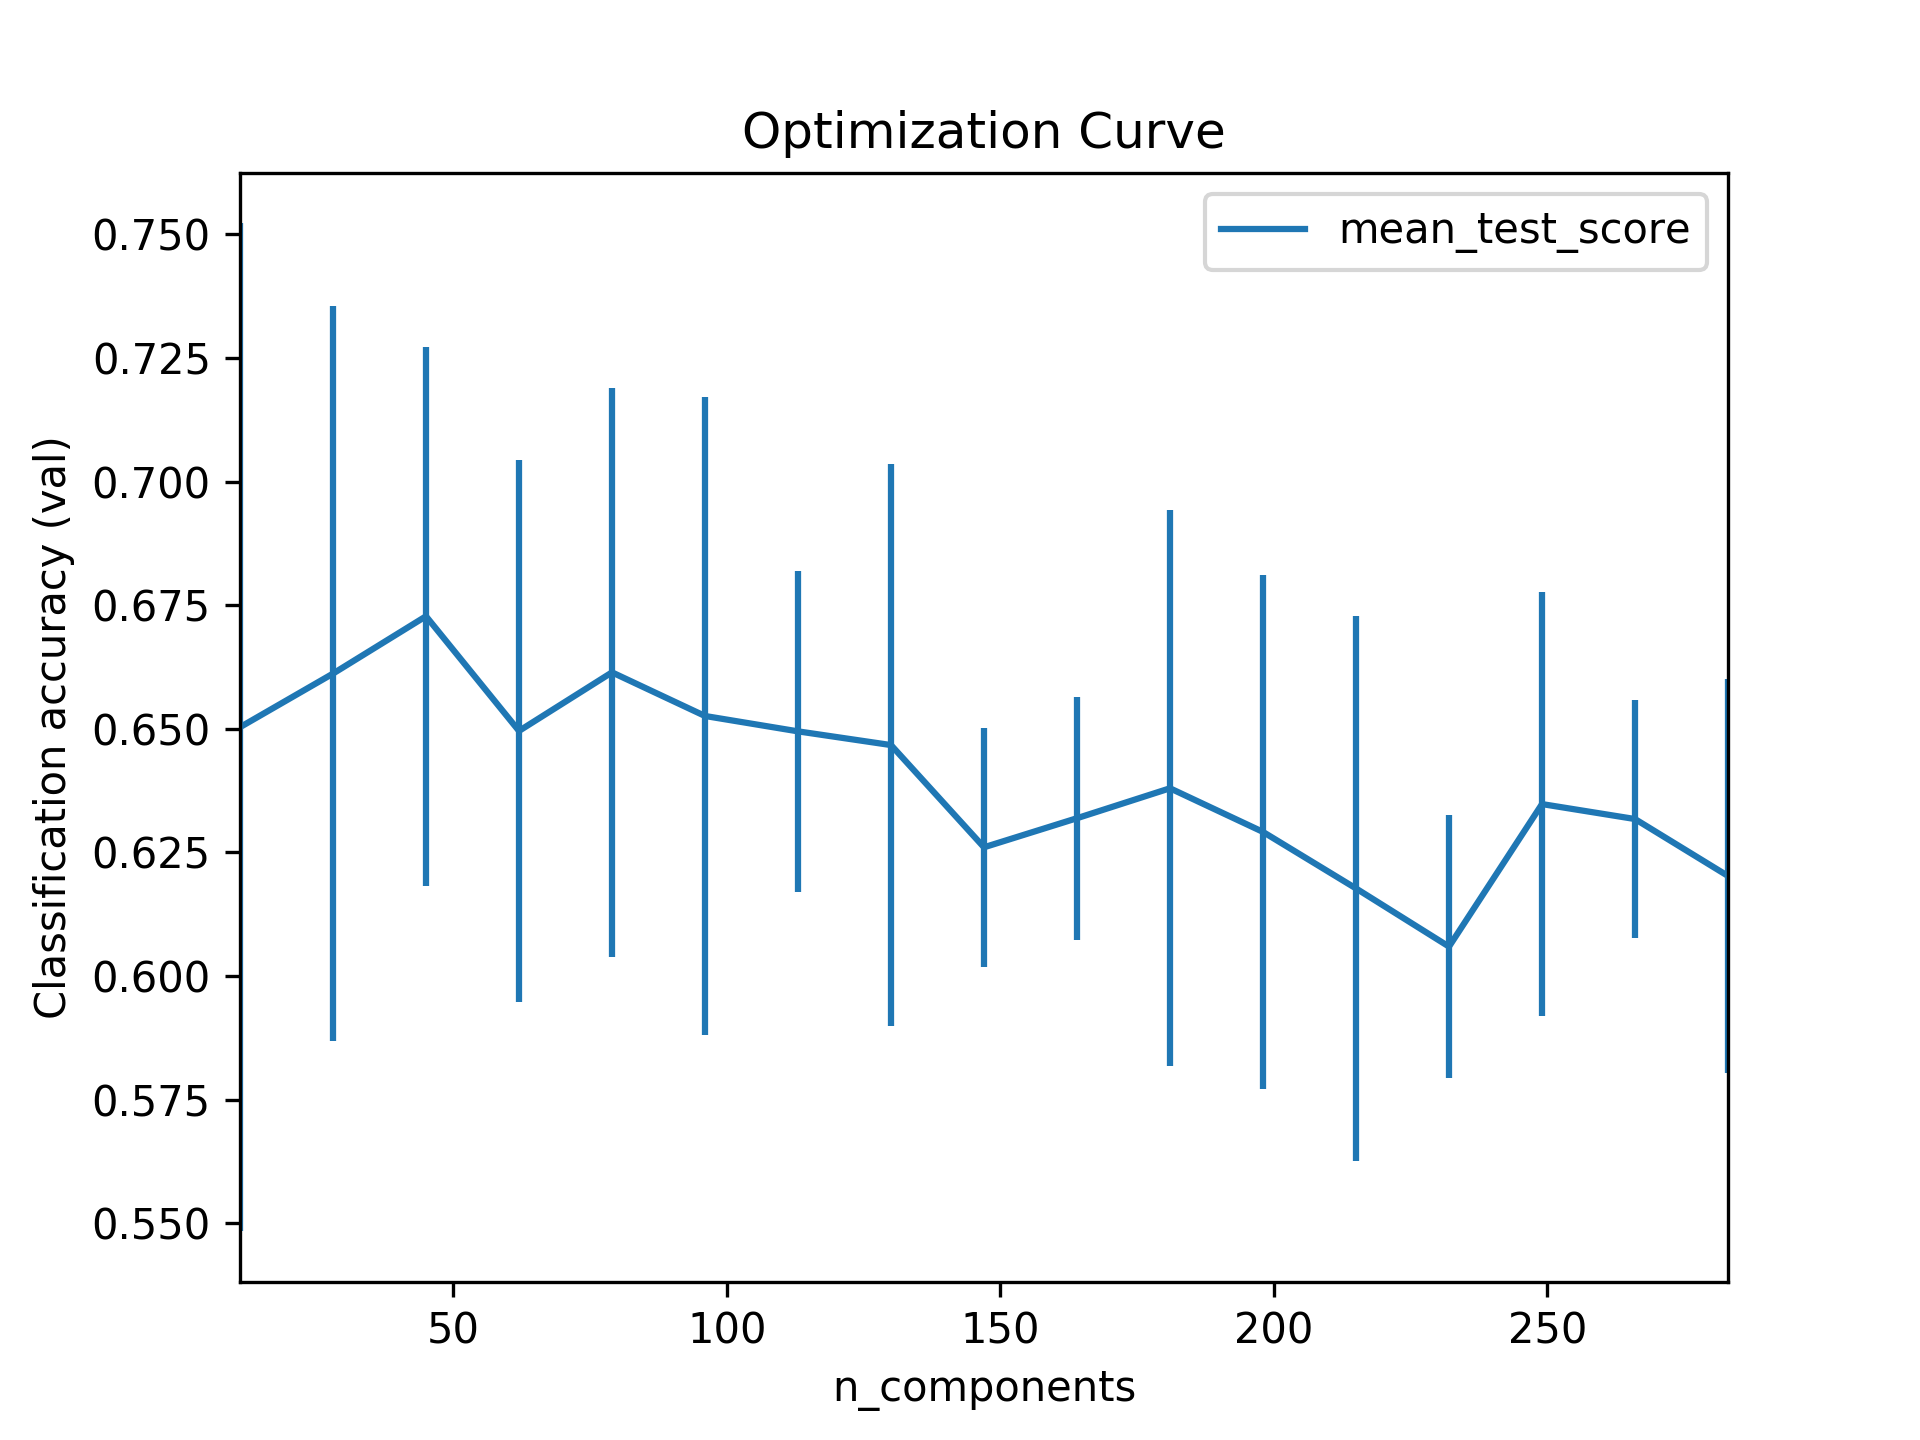 Optimization Curve
mean_test_score
0.750
0.725
0.700
0.675
0.650
0.625
0.600
0.575
0.550
Classification accuracy (val)
50 100 150 200 250
n_components